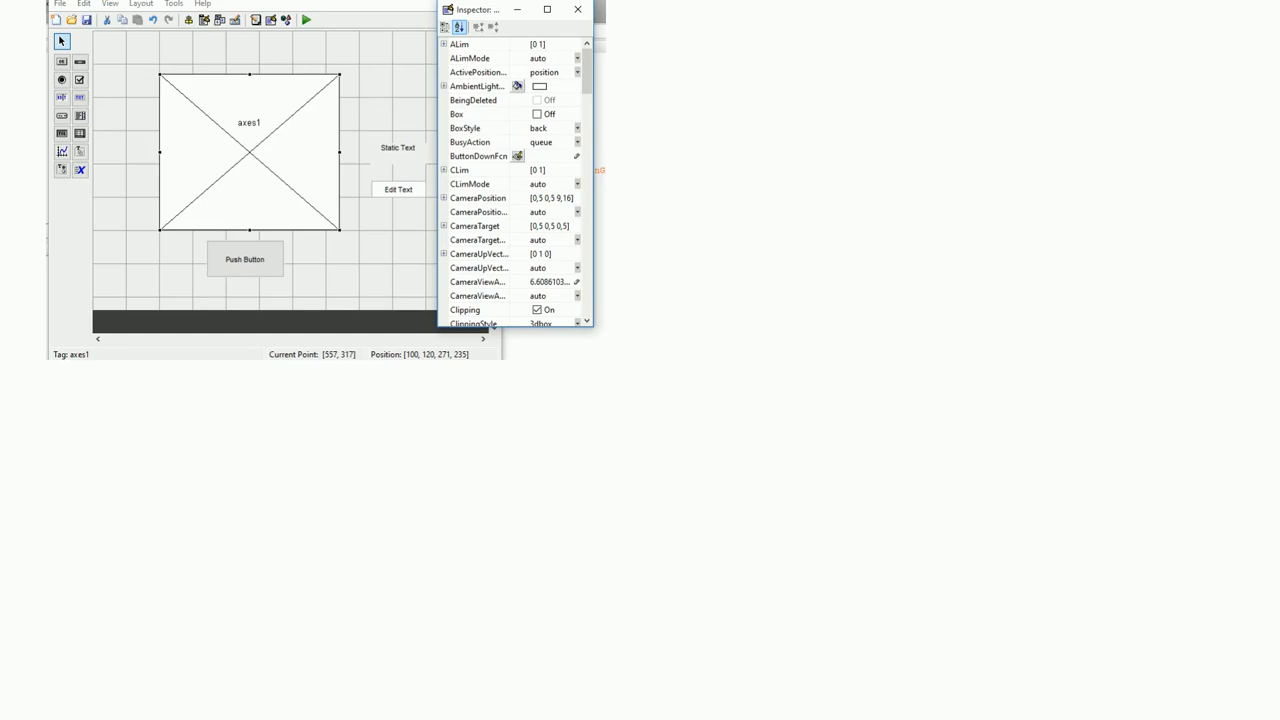 File Edit View Layout Tools Help
Inspector: ...
axes1
Static Text
Edit Text
Push Button
ALim [0 1]
ALimMode auto
ActivePosition... position
AmbientLight...
BeingDeleted Off
Box Off
BoxStyle back
BusyAction queue
ButtonDownFcn
CLim [0 1]
CLimMode auto
CameraPosition [0,5 0,5 9,16]
CameraPositio... auto
CameraTarget [0,5 0,5 0,5]
CameraTarget... auto
CameraUpVect... [0 1 0]
CameraUpVect... auto
CameraViewA... 6.6086103...
CameraViewA... auto
Clipping On
ClippingStyle 3dbox
Tag: axes1 Current Point: [557, 317] Position: [100, 120, 271, 235]